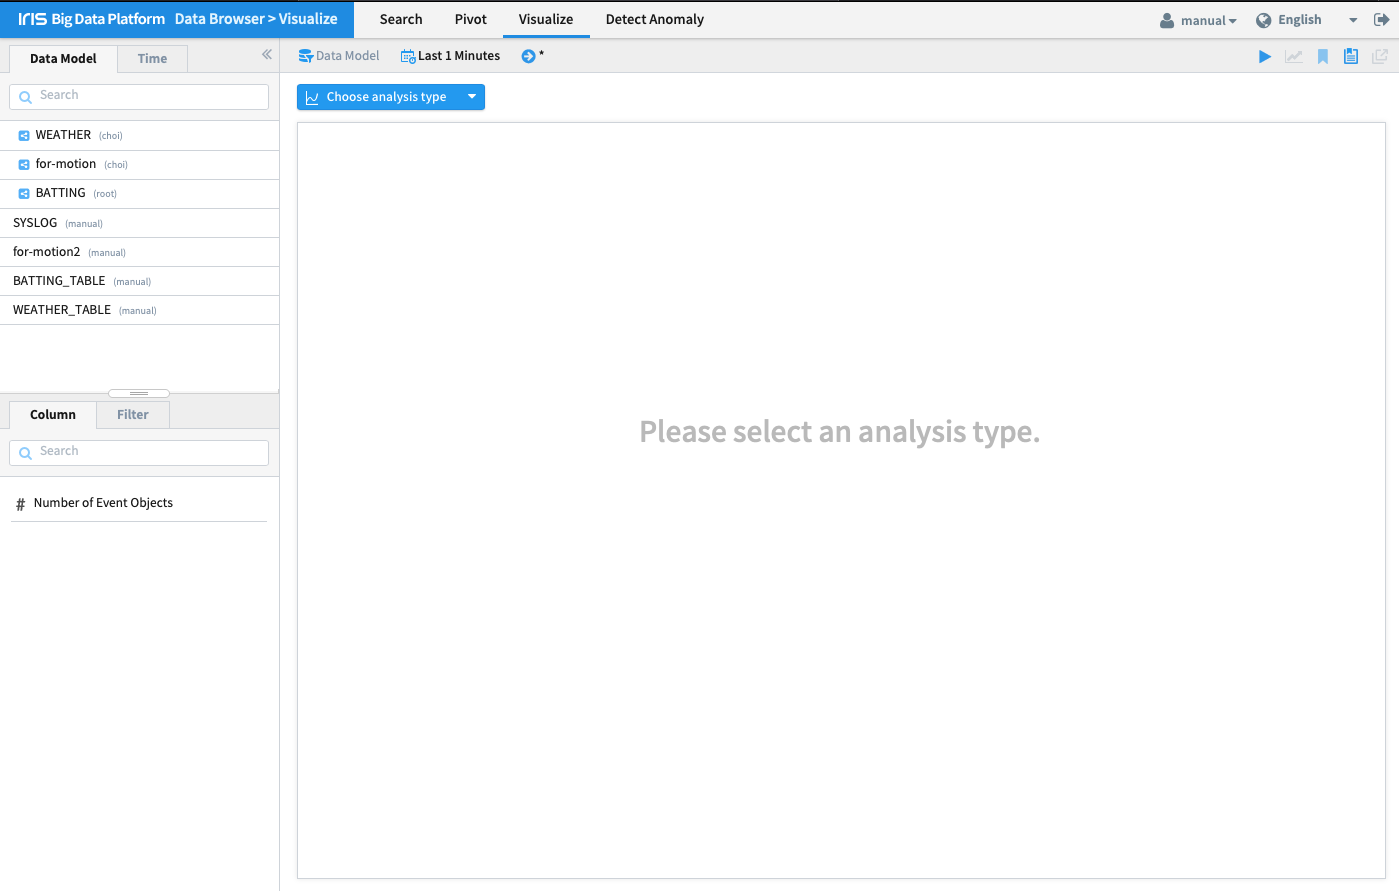 IRIS Big Data Platform Data Browser > Visualize Search Pivot Visualize Detect Anomaly manual English
Data Model Time
Search
WEATHER (choi)
for-motion (choi)
BATTING (root)
SYSLOG (manual)
for-motion2 (manual)
BATTING_TABLE (manual)
WEATHER_TABLE (manual)
Column Filter
Search
# Number of Event Objects
Data Model Last 1 Minutes *
Choose analysis type
Please select an analysis type.